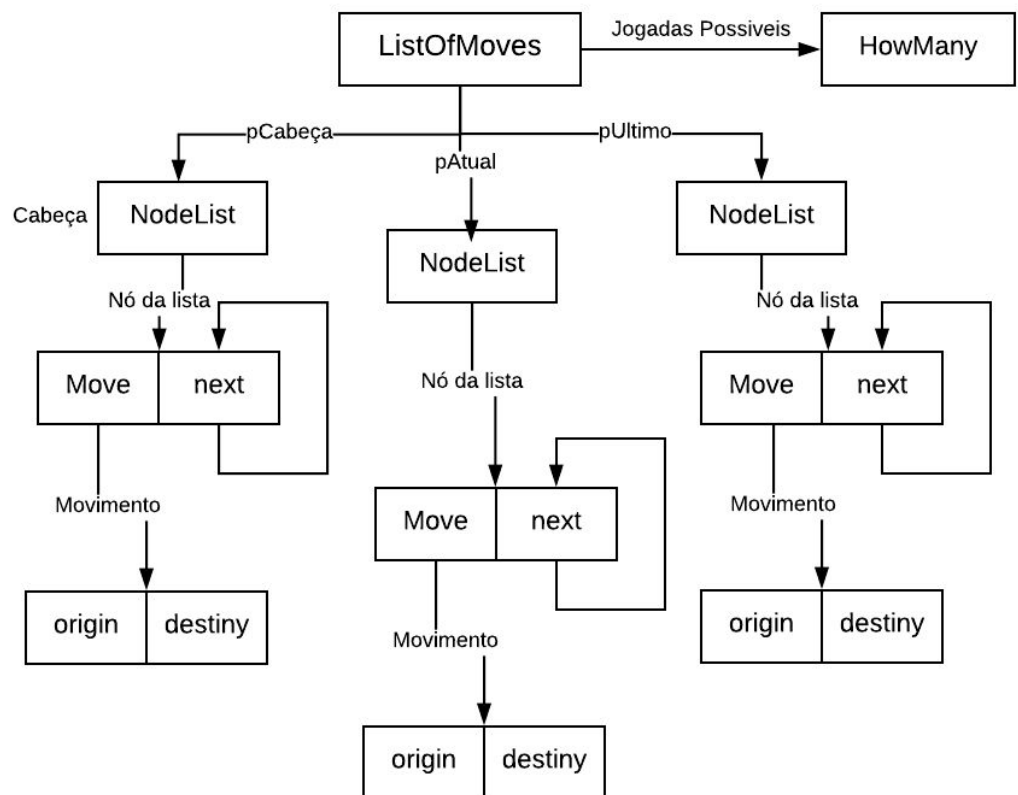 ListOfMoves
Jogadas Possiveis
HowMany
pCabeça
pAtual
pUltimo
Cabeça
NodeList
NodeList
NodeList
Nó da lista
Nó da lista
Nó da lista
Move
next
Move
next
Move
next
Movimento
Movimento
Movimento
origin
destiny
origin
destiny
origin
destiny